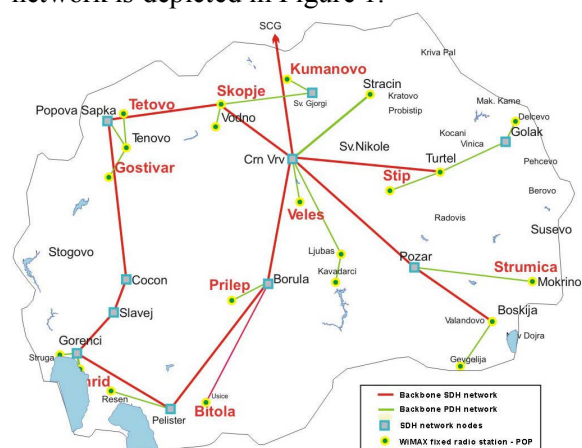 network is depicted in Figure 1.
SCG
Kriva Pal
Kumanovo
Stracin
Skopje
Kratovo
Sv. Gjorgi
Mak. Kame
Popova Sapka
Tetovo
Probistip
Delcevo
Vodno
Golak
Kocani
Tenovo
Sv.Nikole
Vinica
Crn Vrv
Turtel
Pehcevo
Gostivar
Stip
Berovo
Veles
Radovis
Susevo
Stogovo
Ljubas
Pozar
Strumica
Kavadarci
Cocon
Prilep
Borula
Mokrino
Slavej
Boskija
Valandovo
Dojra
Gorenci
Struga
Gevgelija
hrid
Resen
Usice
Bitola
Pelister
Backbone SDH network
Backbone PDH network
SDH network nodes
WiMAX fixed radio station - POP